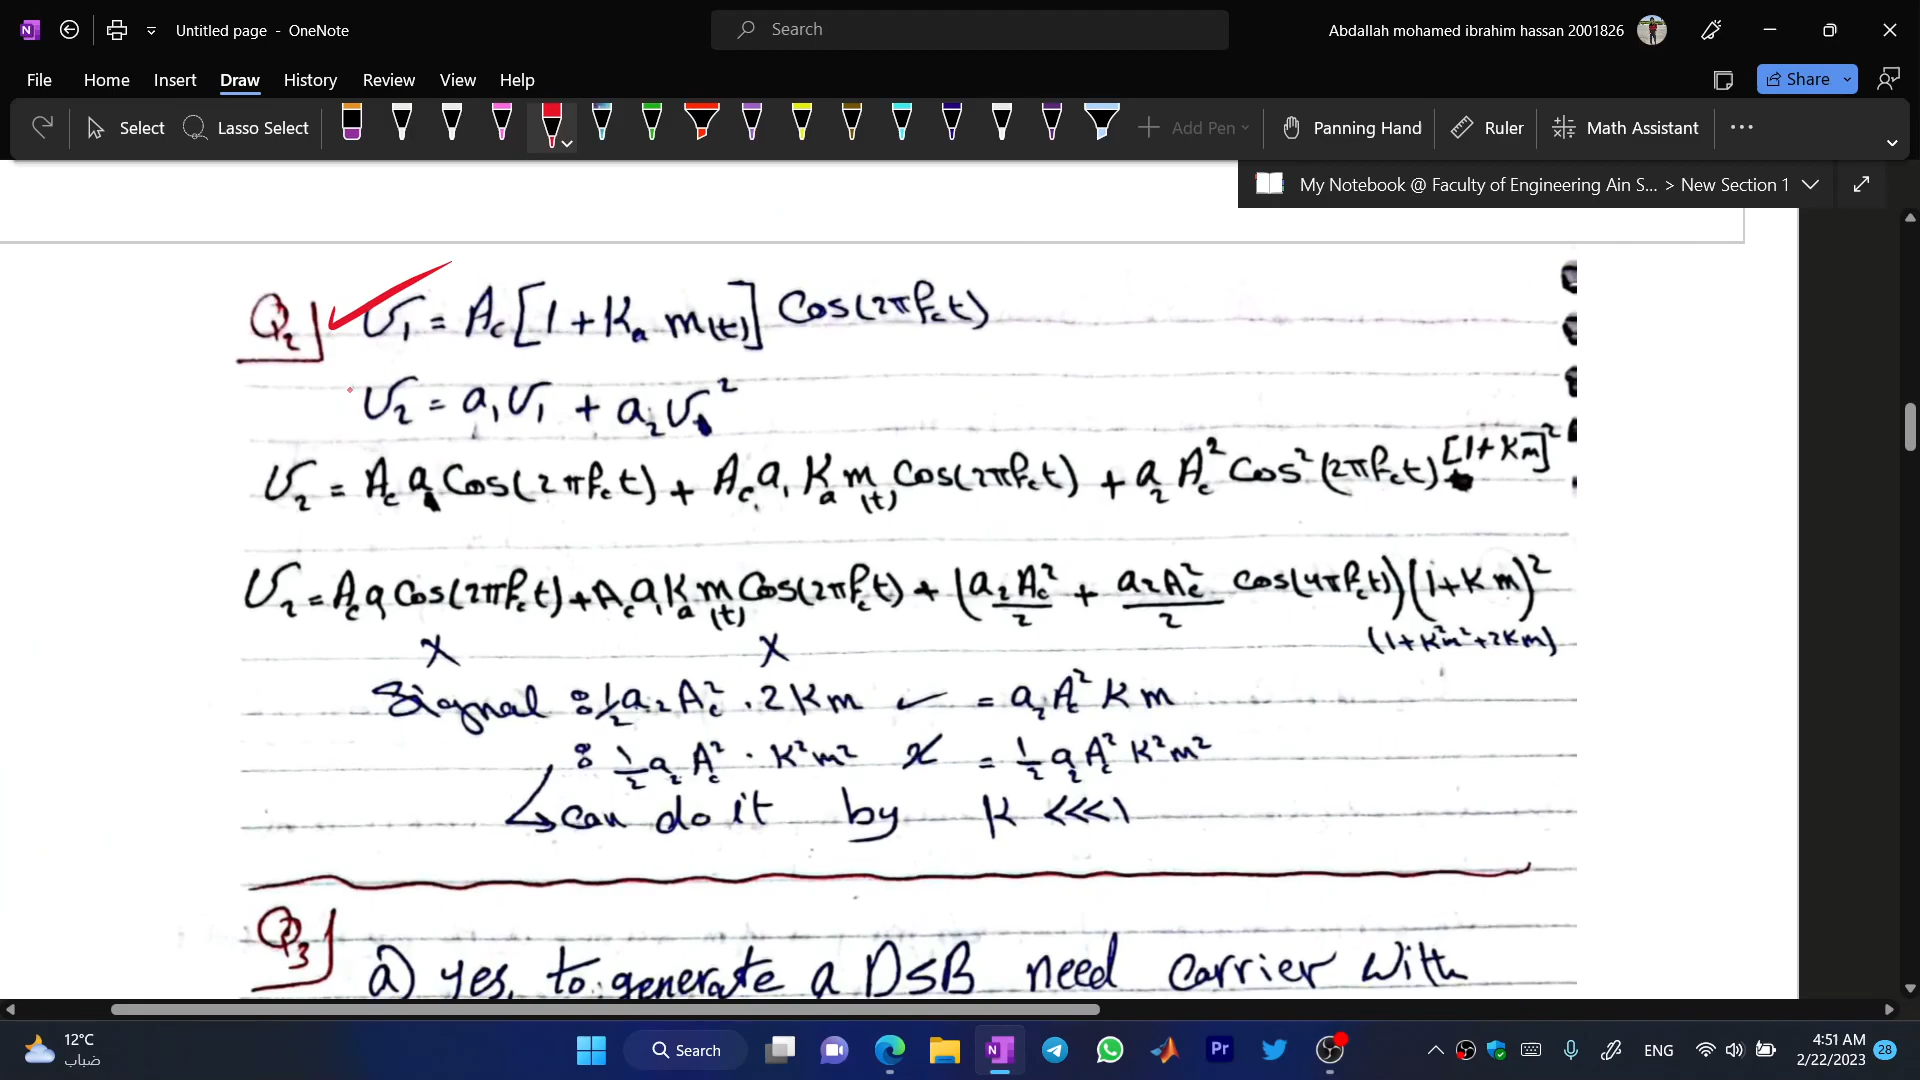 Untitled page - OneNote
Search
Abdallah mohamed ibrahim hassan 2001826
File Home Insert Draw History Review View Help
Share
Select Lasso Select Add Pen Panning Hand Ruler Math Assistant
My Notebook @ Faculty of Engineering Ain S... > New Section 1
Q2 V₁ = Ac[1 + Ka m(t)] Cos(2πfct)
V₂ = a₁V₁ + a₂V₁²
V₂ = Ac a₁ Cos(2πfct) + Ac a₁ Ka m(t) Cos(2πfct) + a₂ Ac² Cos²(2πfct) [1+Km]²
V₂ = Ac a₁ Cos(2πfct) + Ac a₁ Ka m(t) Cos(2πfct) + (a₂Ac²/2 + a₂Ac²/2 cos(4πfct))(1+Km)²
X X (1+K²m²+2Km)
Signal : ½ a₂ Ac² . 2Km ✓ = a₂ Ac² K m
: ½ a₂ Ac² . K²m² x = ½ a₂ Ac² K²m²
↳ can do it by K <<<1
Q3 a) yes, to generate a DSB need carrier with
12°C
ضباب
Search
Pr
ENG
4:51 AM
2/22/2023
28